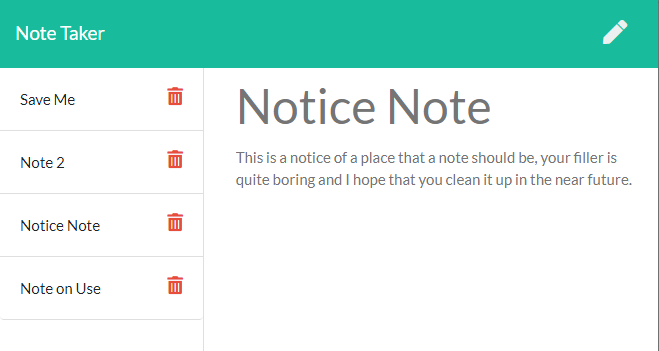 Note Taker
Save Me
Note 2
Notice Note
Note on Use
Notice Note
This is a notice of a place that a note should be, your filler is
quite boring and I hope that you clean it up in the near future.